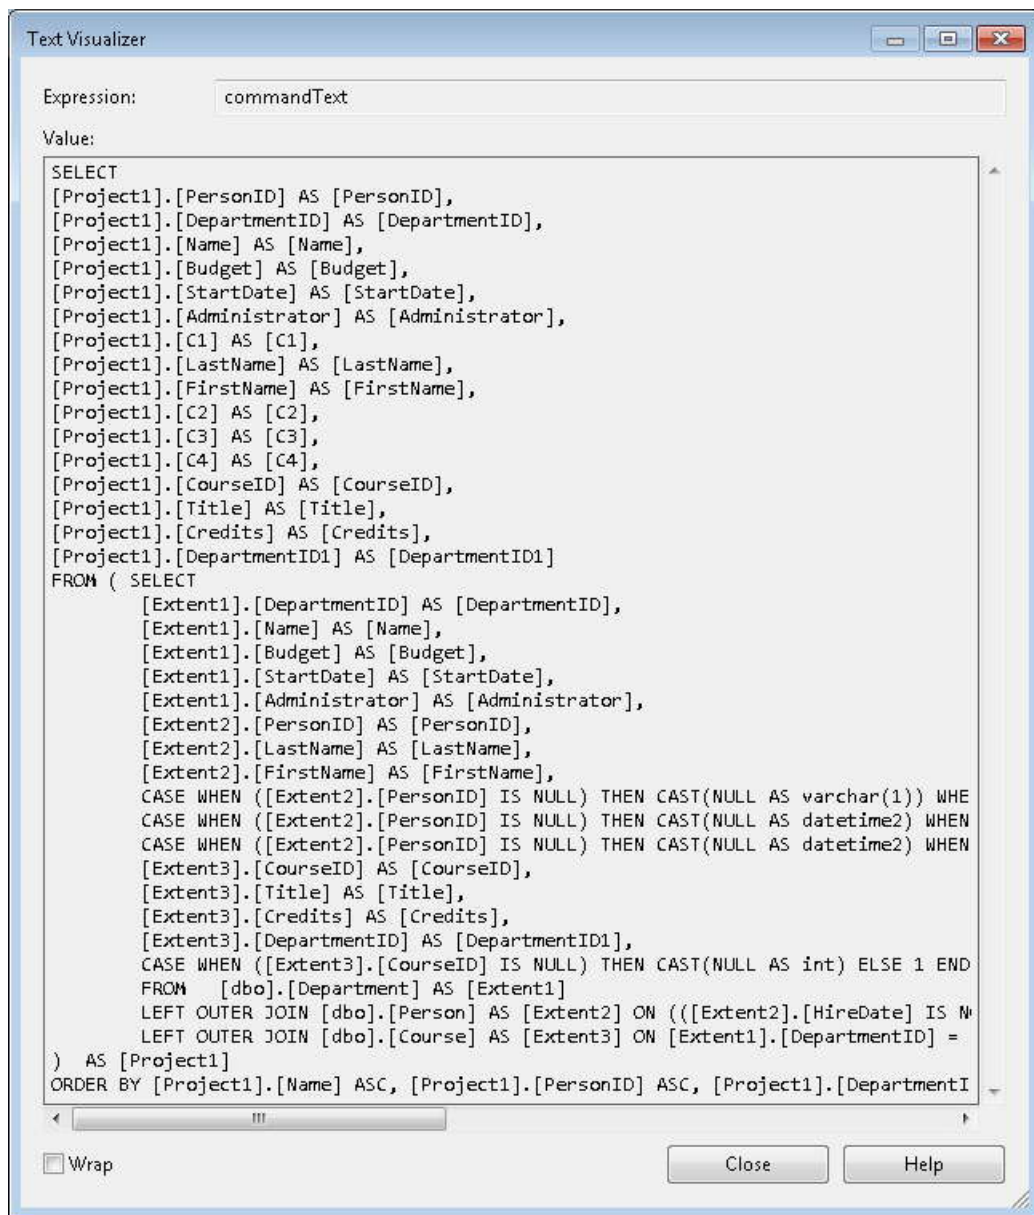 Text Visualizer
Expression: commandText
Value:
SELECT
[Project1].[PersonID] AS [PersonID],
[Project1].[DepartmentID] AS [DepartmentID],
[Project1].[Name] AS [Name],
[Project1].[Budget] AS [Budget],
[Project1].[StartDate] AS [StartDate],
[Project1].[Administrator] AS [Administrator],
[Project1].[C1] AS [C1],
[Project1].[LastName] AS [LastName],
[Project1].[FirstName] AS [FirstName],
[Project1].[C2] AS [C2],
[Project1].[C3] AS [C3],
[Project1].[C4] AS [C4],
[Project1].[CourseID] AS [CourseID],
[Project1].[Title] AS [Title],
[Project1].[Credits] AS [Credits],
[Project1].[DepartmentID1] AS [DepartmentID1]
FROM ( SELECT
[Extent1].[DepartmentID] AS [DepartmentID],
[Extent1].[Name] AS [Name],
[Extent1].[Budget] AS [Budget],
[Extent1].[StartDate] AS [StartDate],
[Extent1].[Administrator] AS [Administrator],
[Extent2].[PersonID] AS [PersonID],
[Extent2].[LastName] AS [LastName],
[Extent2].[FirstName] AS [FirstName],
CASE WHEN ([Extent2].[PersonID] IS NULL) THEN CAST(NULL AS varchar(1)) WHE
CASE WHEN ([Extent2].[PersonID] IS NULL) THEN CAST(NULL AS datetime2) WHEN
CASE WHEN ([Extent2].[PersonID] IS NULL) THEN CAST(NULL AS datetime2) WHEN
[Extent3].[CourseID] AS [CourseID],
[Extent3].[Title] AS [Title],
[Extent3].[Credits] AS [Credits],
[Extent3].[DepartmentID] AS [DepartmentID1],
CASE WHEN ([Extent3].[CourseID] IS NULL) THEN CAST(NULL AS int) ELSE 1 END
FROM [dbo].[Department] AS [Extent1]
LEFT OUTER JOIN [dbo].[Person] AS [Extent2] ON (([Extent2].[HireDate] IS
LEFT OUTER JOIN [dbo].[Course] AS [Extent3] ON [Extent1].[DepartmentID] =
) AS [Project1]
ORDER BY [Project1].[Name] ASC, [Project1].[PersonID] ASC, [Project1].[DepartmentI
Wrap
Close Help